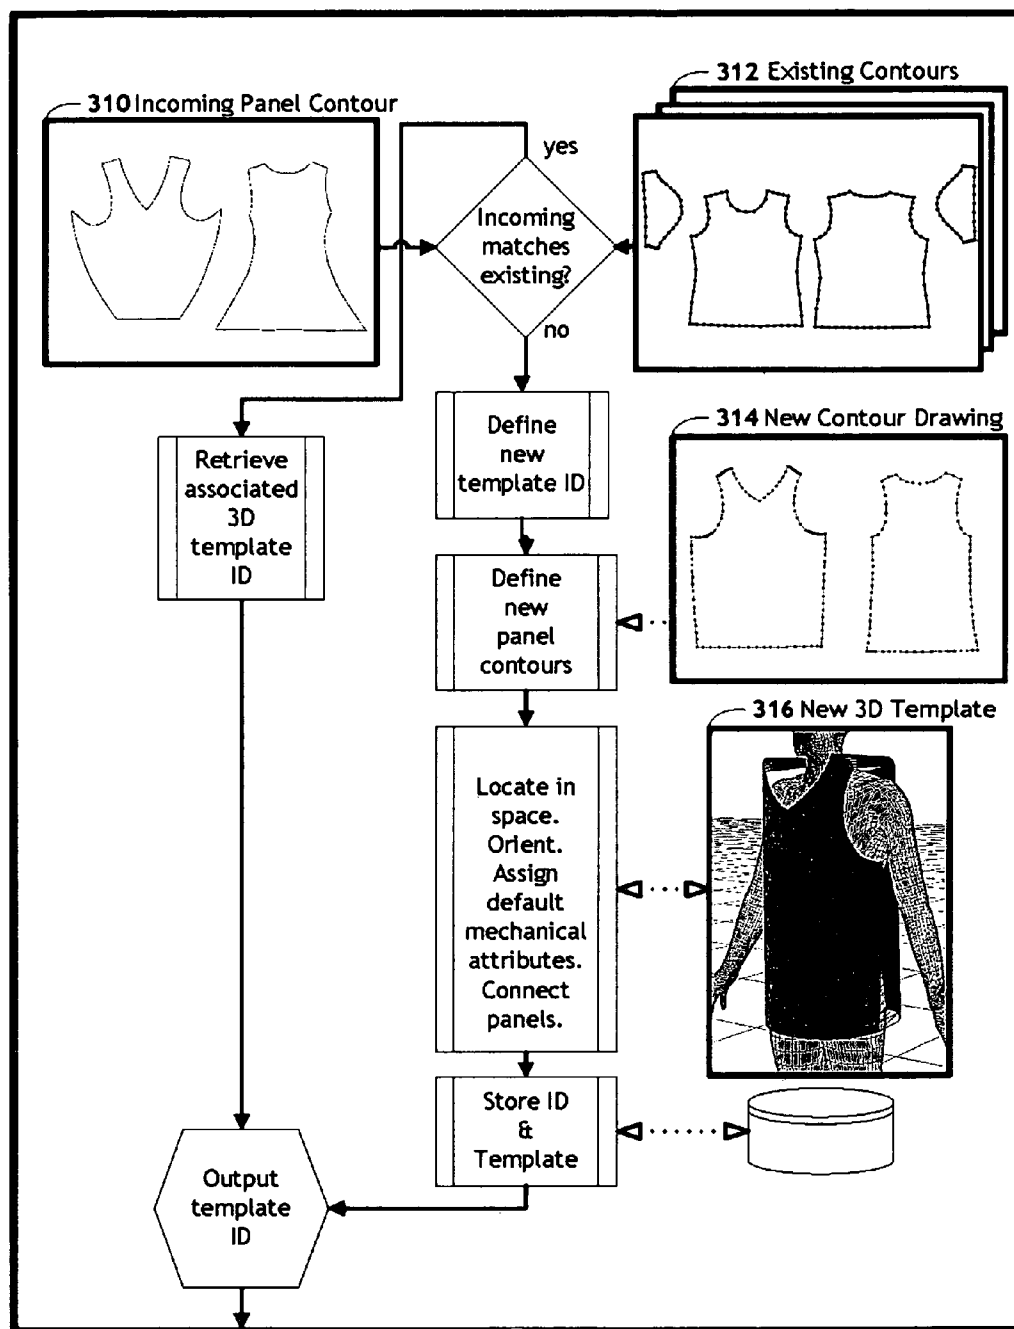 310 Incoming Panel Contour
312 Existing Contours
yes
Incoming
matches
existing?
no
Define
new
template ID
314 New Contour Drawing
Retrieve
associated
3D
template
ID
Define
new
panel
contours
316 New 3D Template
Locate in
space.
Orient.
Assign
default
mechanical
attributes.
Connect
panels.
Store ID
&
Template
Output
template
ID